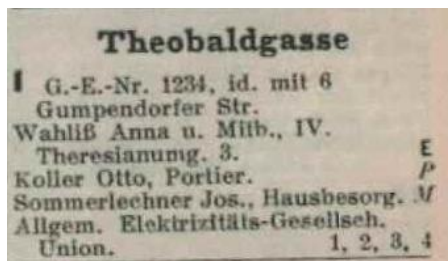 Theobaldgasse
1 G.-E.-Nr. 1234, id. mit 6
Gumpendorfer Str.
Wahliß Anna u. Mitb., IV.
Theresianumg. 3. E
Koller Otto, Portier. P
Sommerlechner Jos., Hausbesorg. M
Allgem. Elektrizitäts-Gesellsch.
Union. 1, 2, 3, 4